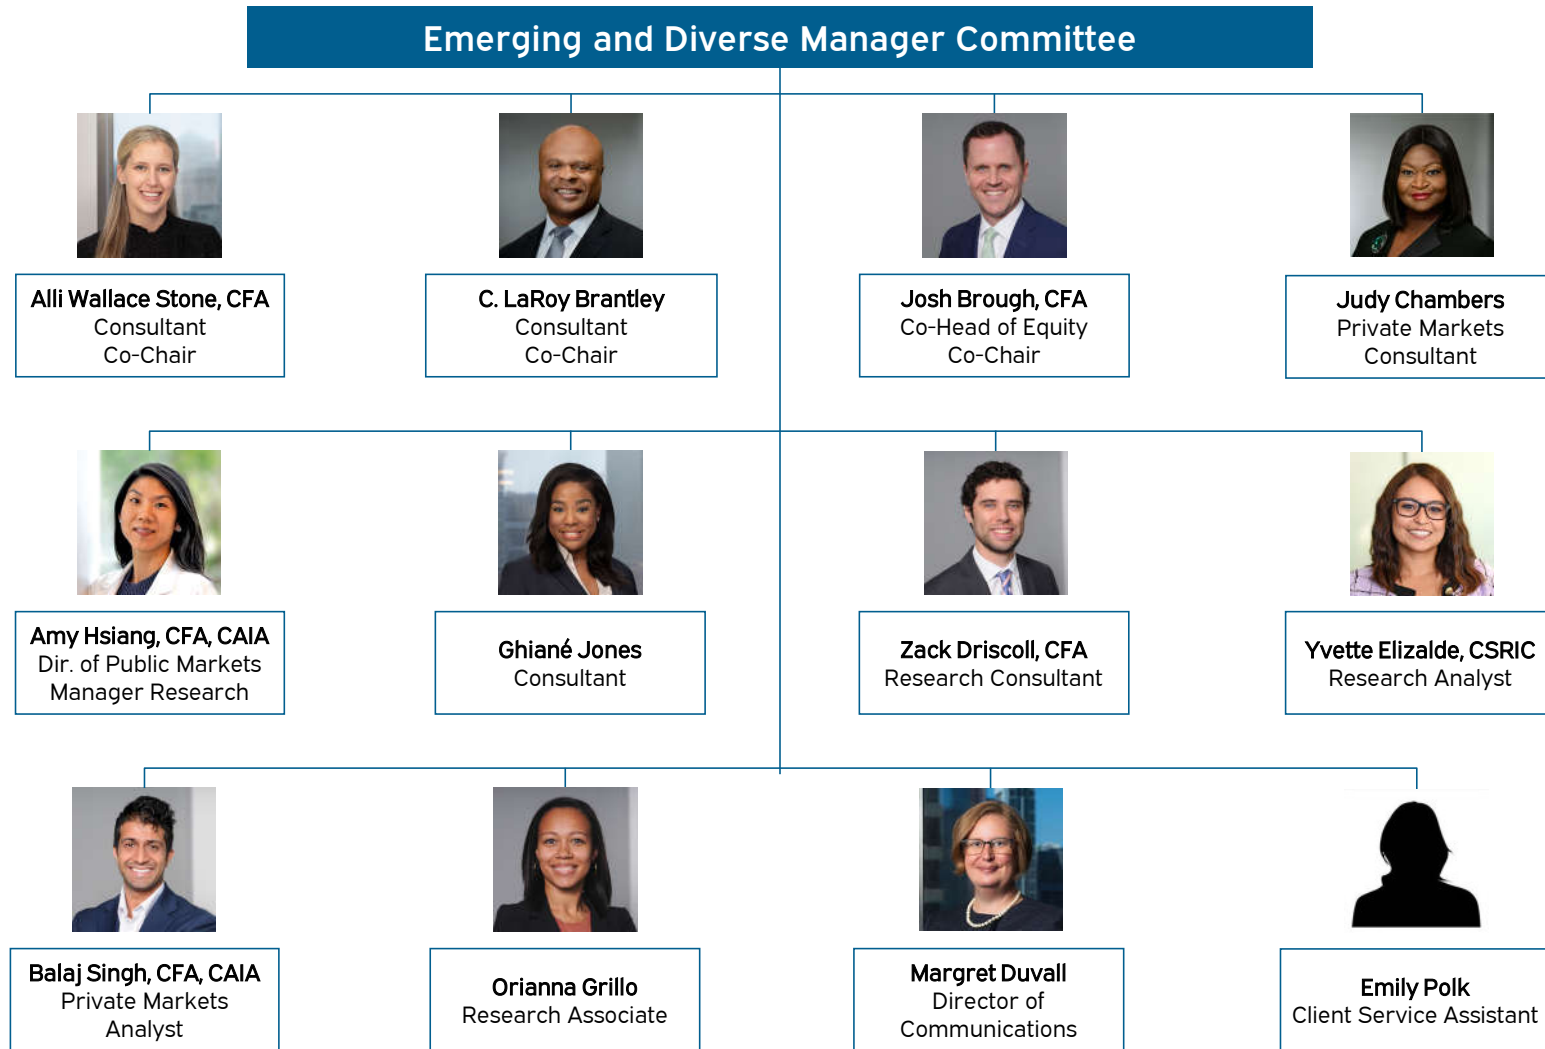 Emerging and Diverse Manager Committee
Alli Wallace Stone, CFA
Consultant
Co-Chair
C. LaRoy Brantley
Consultant
Co-Chair
Josh Brough, CFA
Co-Head of Equity
Co-Chair
Judy Chambers
Private Markets
Consultant
Amy Hsiang, CFA, CAIA
Dir. of Public Markets
Manager Research
Ghiané Jones
Consultant
Zack Driscoll, CFA
Research Consultant
Yvette Elizalde, CSRIC
Research Analyst
Balaj Singh, CFA, CAIA
Private Markets
Analyst
Orianna Grillo
Research Associate
Margret Duvall
Director of
Communications
Emily Polk
Client Service Assistant